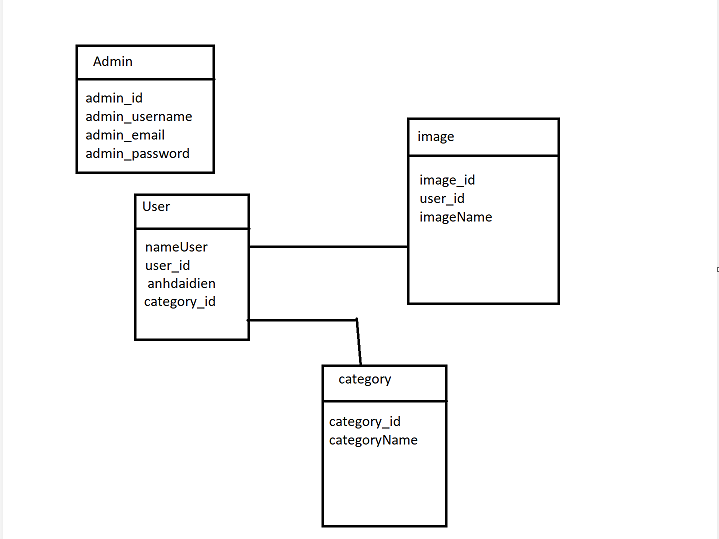 Admin
admin_id
admin_username
admin_email
admin_password
image
image_id
user_id
imageName
User
nameUser
user_id
anhdaidien
category_id
category
category_id
categoryName